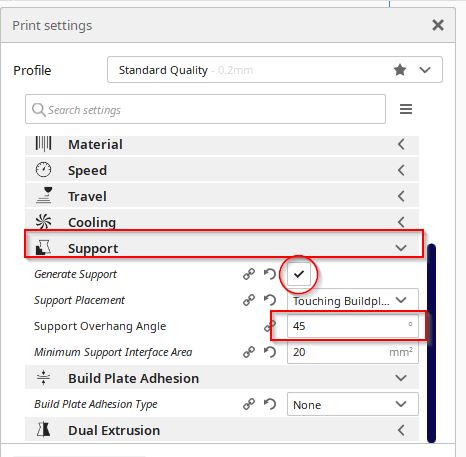 Print settings
Profile
Standard Quality - 0.2mm
Search settings
Material
Speed
Travel
Cooling
Support
Generate Support
Support Placement Touching Buildpl...
Support Overhang Angle 45 °
Minimum Support Interface Area 20 mm²
Build Plate Adhesion
Build Plate Adhesion Type None
Dual Extrusion